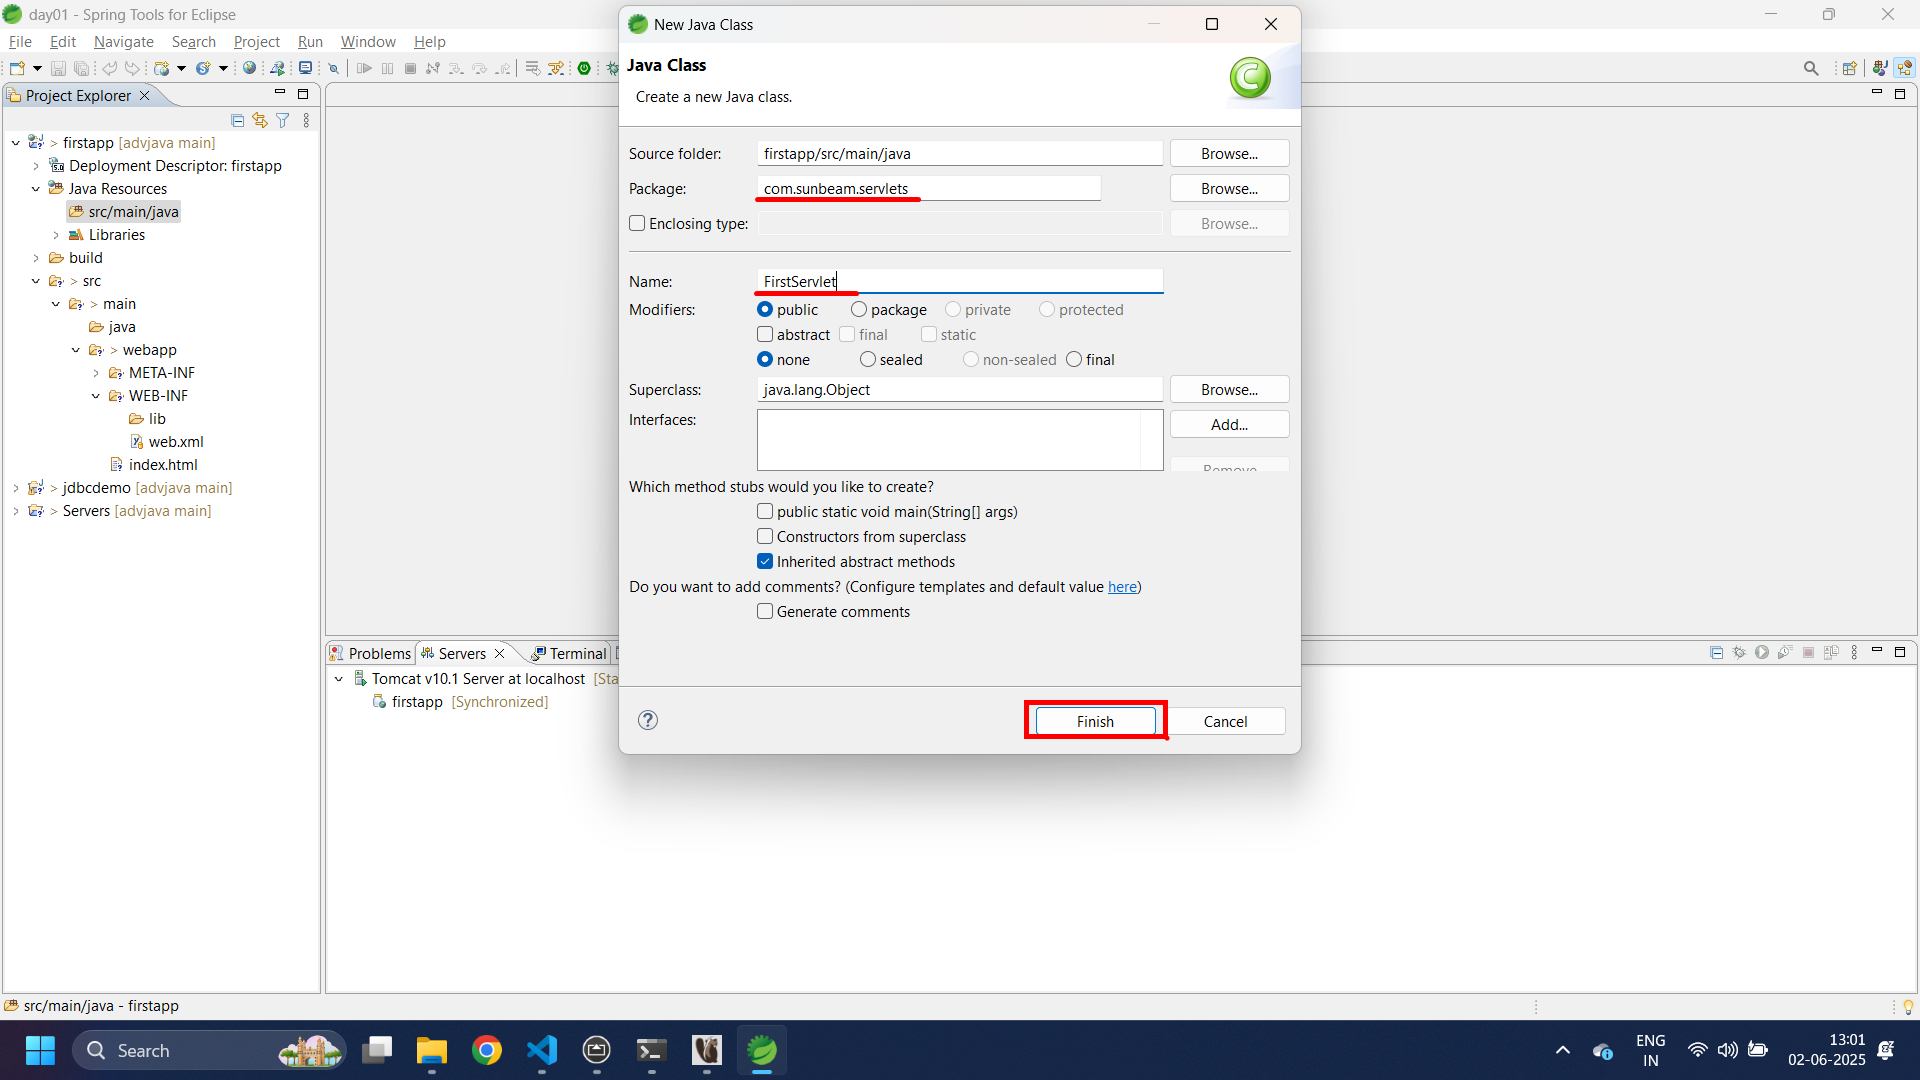 day01 - Spring Tools for Eclipse
File Edit Navigate Search Project Run Window Help
Project Explorer
> firstapp [advjava main]
Deployment Descriptor: firstapp
Java Resources
src/main/java
Libraries
build
> src
> main
java
> webapp
META-INF
WEB-INF
lib
web.xml
index.html
> jdbcdemo [advjava main]
> Servers [advjava main]
New Java Class
Java Class
Create a new Java class.
Source folder: firstapp/src/main/java Browse...
Package: com.sunbeam.servlets Browse...
Enclosing type: Browse...
Name: FirstServlet
Modifiers: public package private protected
abstract final static
none sealed non-sealed final
Superclass: java.lang.Object Browse...
Interfaces: Add...
Remove
Which method stubs would you like to create?
public static void main(String[] args)
Constructors from superclass
Inherited abstract methods
Do you want to add comments? (Configure templates and default value here)
Generate comments
? Finish Cancel
Problems Servers Terminal
Tomcat v10.1 Server at localhost [Sta
firstapp [Synchronized]
src/main/java - firstapp
Search
ENG
IN
13:01
02-06-2025